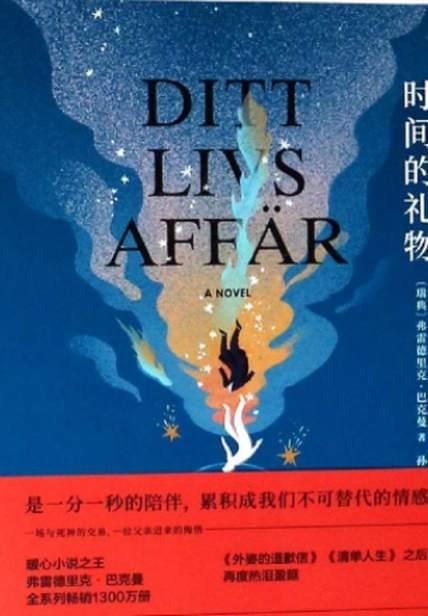 DITT
LIVS
AFFÄR
A NOVEL
时间的礼物
〔瑞典〕弗雷德里克·巴克曼 著 孙
是一分一秒的陪伴，累积成我们不可替代的情感
一场与死神的交易，一位父亲迟来的悔悟
暖心小说之王
弗雷德里克·巴克曼
全系列畅销1300万册
《外婆的道歉信》《清单人生》之后
再度热泪盈眶